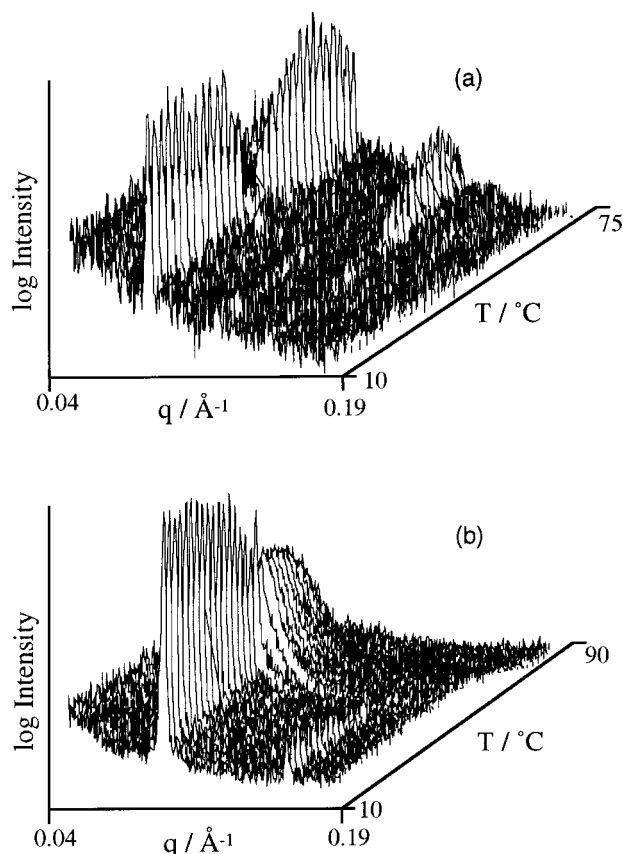 (a)
log Intensity
75
T / °C
10
0.04
0.19
q / Å⁻¹
(b)
log Intensity
90
T / °C
10
0.04
0.19
q / Å⁻¹